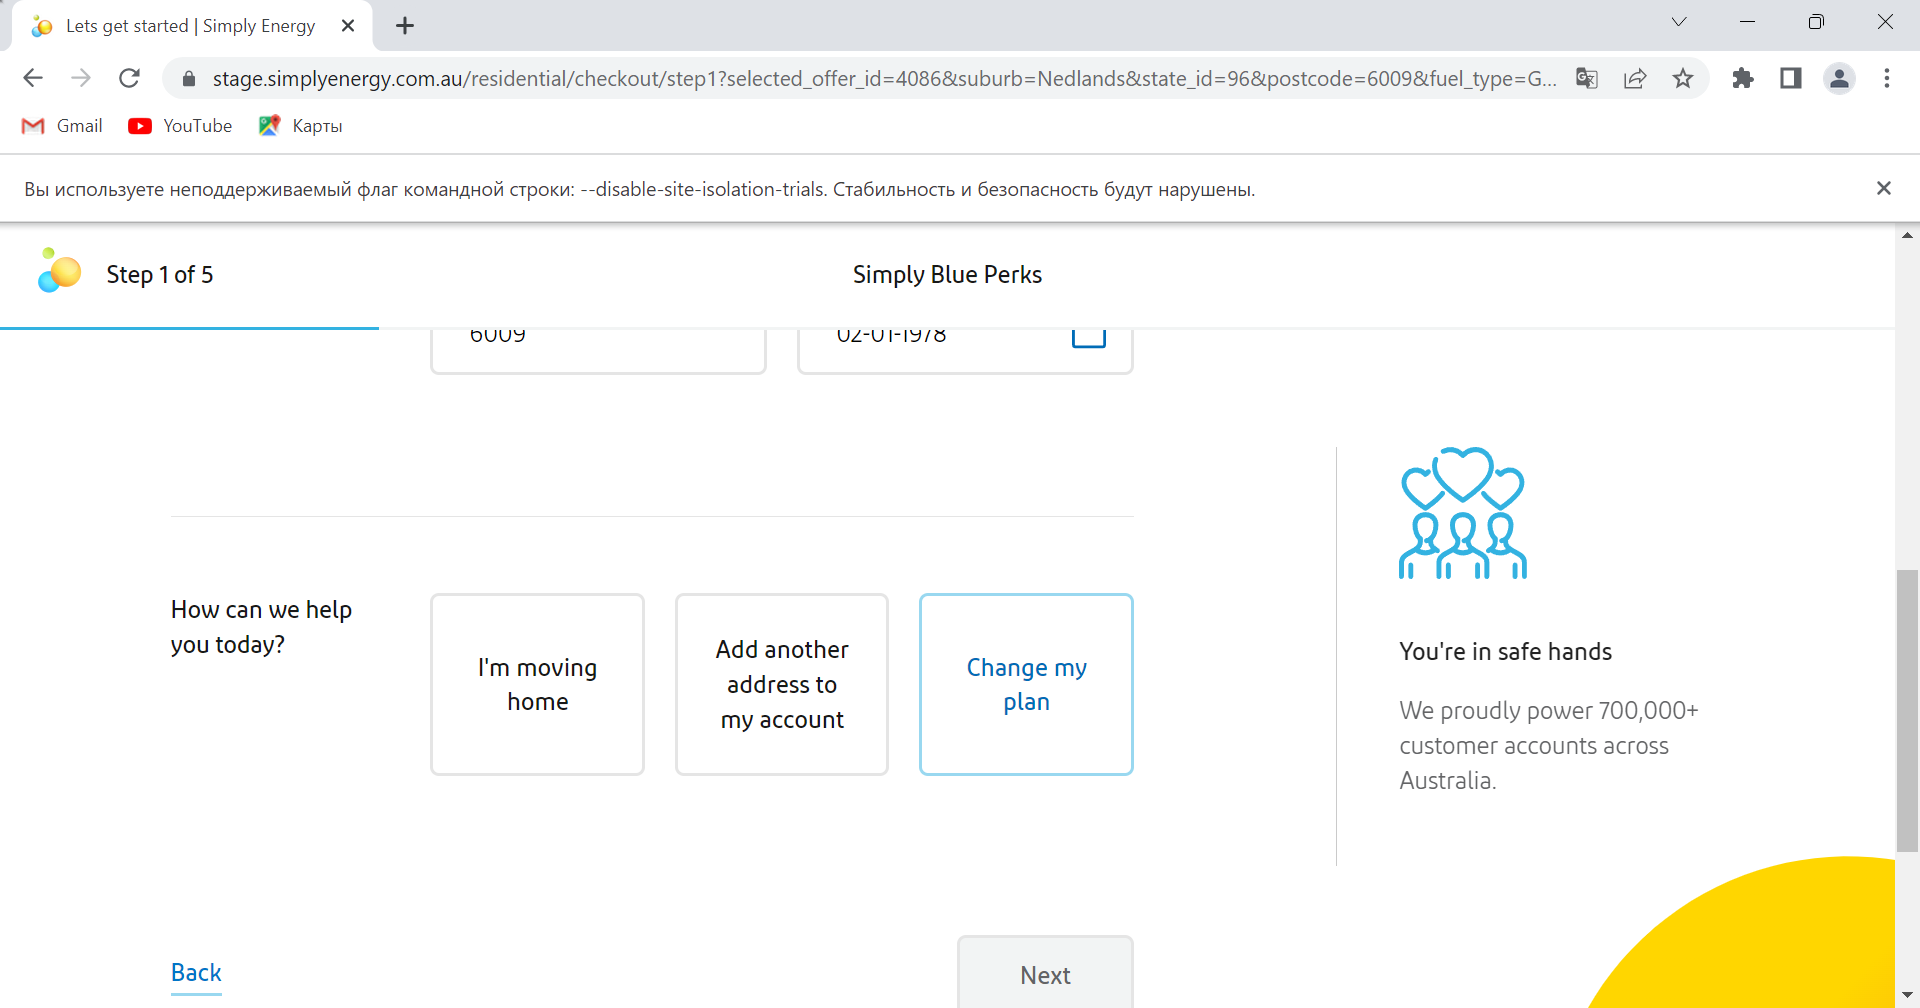 Lets get started | Simply Energy
stage.simplyenergy.com.au/residential/checkout/step1?selected_offer_id=4086&suburb=Nedlands&state_id=96&postcode=6009&fuel_type=G...
Gmail YouTube Карты
Вы используете неподдерживаемый флаг командной строки: --disable-site-isolation-trials. Стабильность и безопасность будут нарушены.
Step 1 of 5
Simply Blue Perks
6009
02-01-1978
How can we help
you today?
I'm moving
home
Add another
address to
my account
Change my
plan
You're in safe hands
We proudly power 700,000+
customer accounts across
Australia.
Back
Next